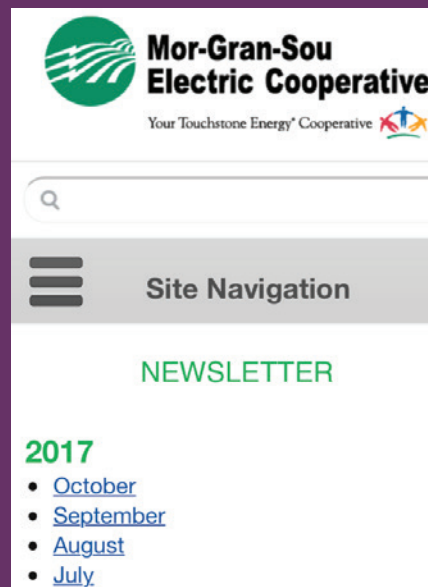 Mor-Gran-Sou
Electric Cooperative
Your Touchstone Energy® Cooperative
Site Navigation
NEWSLETTER
2017
• October
• September
• August
• July